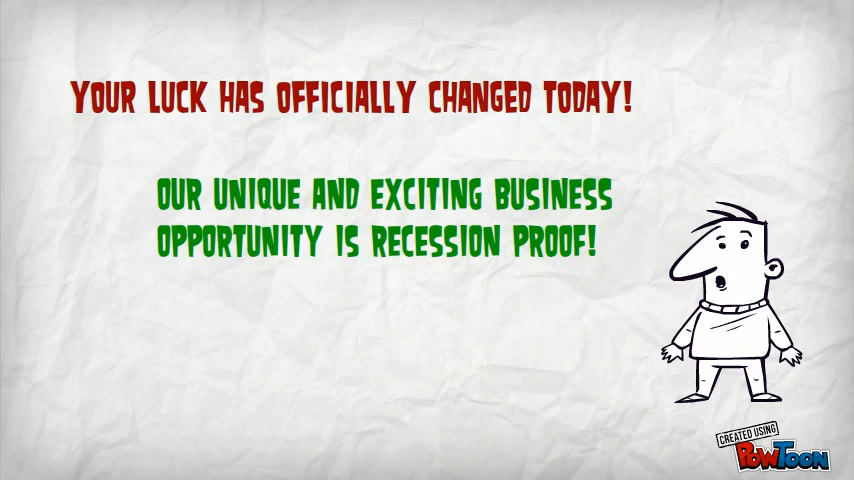 YOUR LUCK HAS OFFICIALLY CHANGED TODAY!
OUR UNIQUE AND EXCITING BUSINESS
OPPORTUNITY IS RECESSION PROOF!
CREATED USING
POWTOON